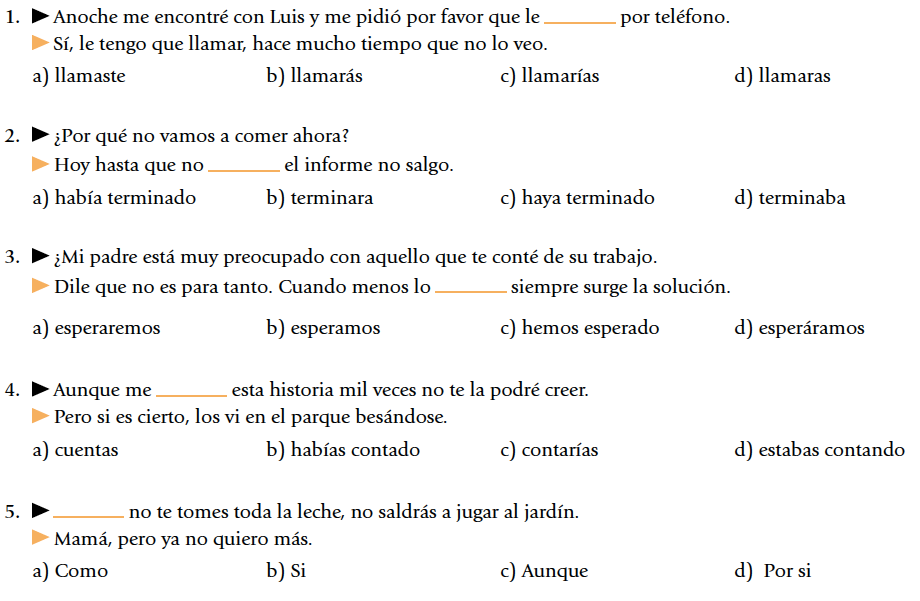 1. ▶ Anoche me encontré con Luis y me pidió por favor que le ________ por teléfono.
▶ Sí, le tengo que llamar, hace mucho tiempo que no lo veo.
a) llamaste b) llamarás c) llamarías d) llamaras
2. ▶ ¿Por qué no vamos a comer ahora?
▶ Hoy hasta que no ________ el informe no salgo.
a) había terminado b) terminara c) haya terminado d) terminaba
3. ▶ ¿Mi padre está muy preocupado con aquello que te conté de su trabajo.
▶ Dile que no es para tanto. Cuando menos lo ________ siempre surge la solución.
a) esperaremos b) esperamos c) hemos esperado d) esperáramos
4. ▶ Aunque me ________ esta historia mil veces no te la podré creer.
▶ Pero si es cierto, los vi en el parque besándose.
a) cuentas b) habías contado c) contarías d) estabas contando
5. ▶ ________ no te tomes toda la leche, no saldrás a jugar al jardín.
▶ Mamá, pero ya no quiero más.
a) Como b) Si c) Aunque d) Por si